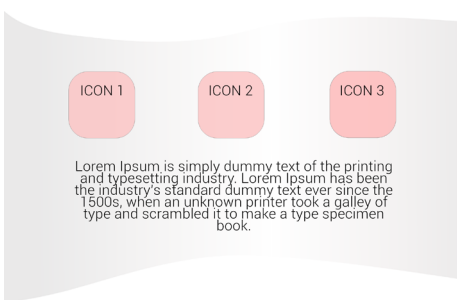 ICON 1 ICON 2 ICON 3
Lorem Ipsum is simply dummy text of the printing
and typesetting industry. Lorem Ipsum has been
the industry's standard dummy text ever since the
1500s, when an unknown printer took a galley of
type and scrambled it to make a type specimen
book.